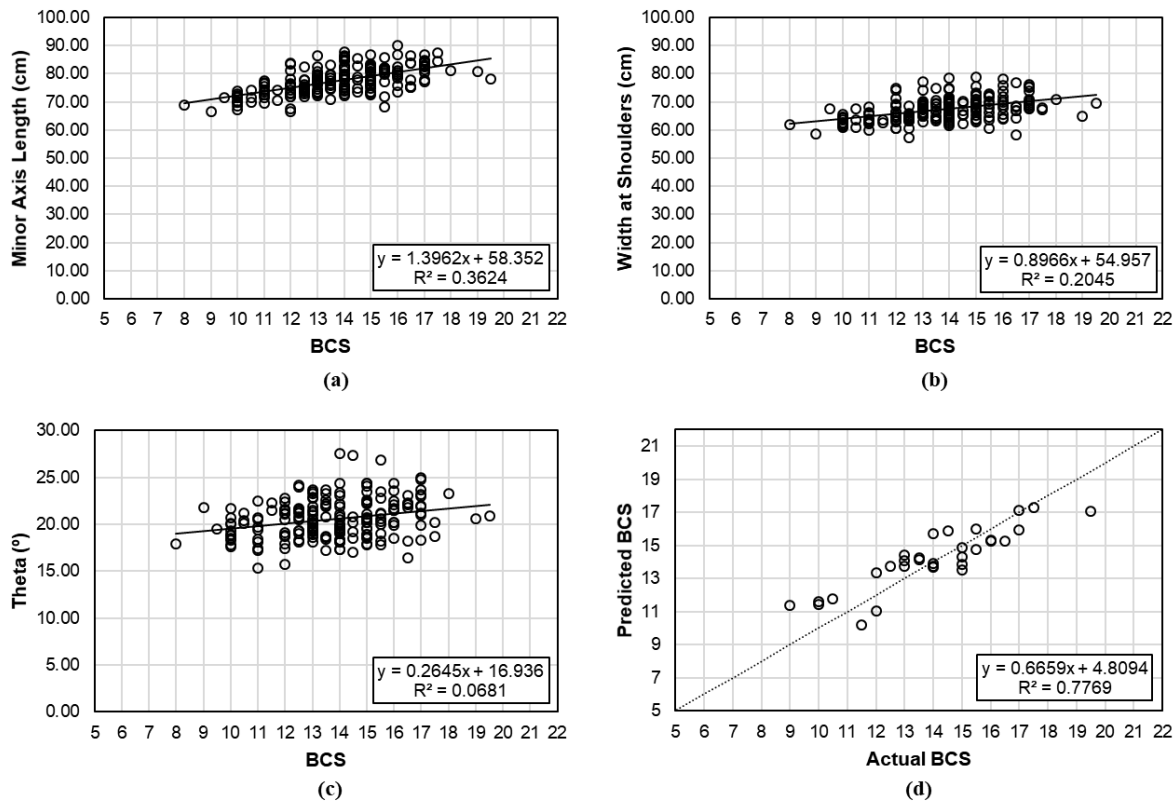 100.00
90.00
80.00
70.00
60.00
50.00
40.00
30.00
20.00
10.00
0.00
Minor Axis Length (cm)
y = 1.3962x + 58.352
R² = 0.3624
5 6 7 8 9 10 11 12 13 14 15 16 17 18 19 20 21 22
BCS
(a)
100.00
90.00
80.00
70.00
60.00
50.00
40.00
30.00
20.00
10.00
0.00
Width at Shoulders (cm)
y = 0.8966x + 54.957
R² = 0.2045
5 6 7 8 9 10 11 12 13 14 15 16 17 18 19 20 21 22
BCS
(b)
30.00
25.00
20.00
15.00
10.00
5.00
0.00
Theta (º)
y = 0.2645x + 16.936
R² = 0.0681
5 6 7 8 9 10 11 12 13 14 15 16 17 18 19 20 21 22
BCS
(c)
21
19
17
15
13
11
9
7
5
Predicted BCS
y = 0.6659x + 4.8094
R² = 0.7769
5 6 7 8 9 10 11 12 13 14 15 16 17 18 19 20 21 22
Actual BCS
(d)